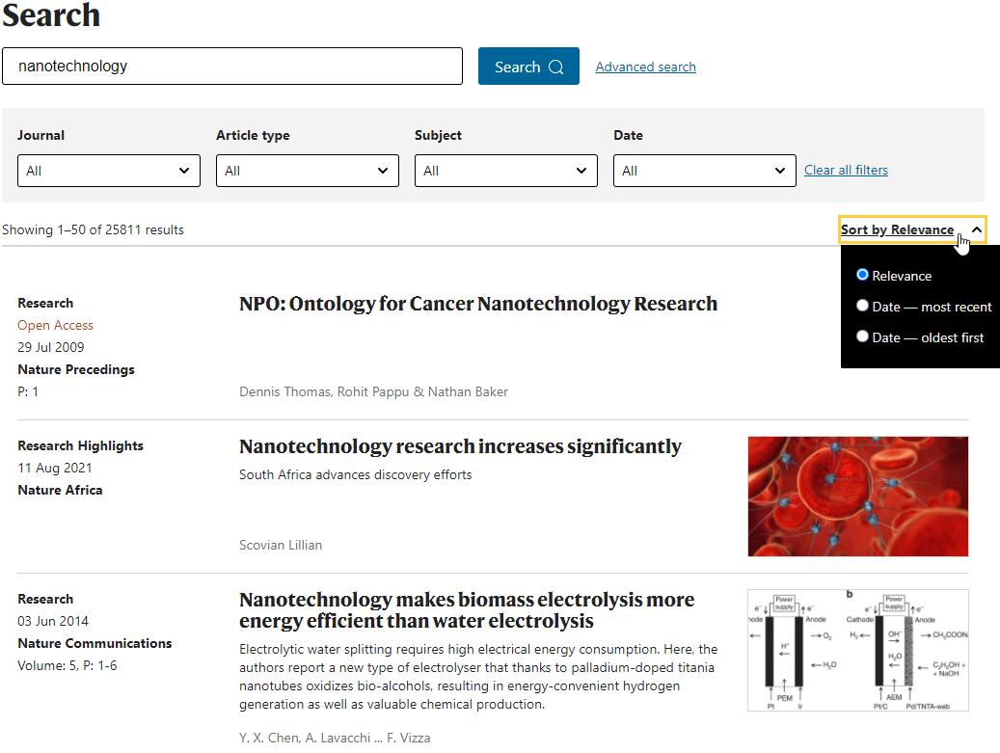 Search
nanotechnology
Search
Advanced search
Journal
Article type
Subject
Date
All
All
All
All
Clear all filters
Showing 1–50 of 25811 results
Sort by Relevance
Relevance
Date — most recent
Date — oldest first
Research
Open Access
29 Jul 2009
Nature Precedings
P: 1
NPO: Ontology for Cancer Nanotechnology Research
Dennis Thomas, Rohit Pappu & Nathan Baker
Research Highlights
11 Aug 2021
Nature Africa
Nanotechnology research increases significantly
South Africa advances discovery efforts
Scovian Lillian
Research
03 Jun 2014
Nature Communications
Volume: 5, P: 1-6
Nanotechnology makes biomass electrolysis more
energy efficient than water electrolysis
Electrolytic water splitting requires high electrical energy consumption. Here, the
authors report a new type of electrolyser that thanks to palladium-doped titania
nanotubes oxidizes bio-alcohols, resulting in energy-convenient hydrogen
generation as well as valuable chemical production.
Y. X. Chen, A. Lavacchi ... F. Vizza
Power
supply
e⁻
e⁻
node
Anode
O₂
H⁺
H₂O
PEM
Pt
Ir
b
Power
supply
e⁻
e⁻
Cathode
Anode
H₂
OH⁻
CH₃COON
H₂O
C₂H₅OH +
+ NaOH
AEM
Pt/C
Pd/TNTA-web